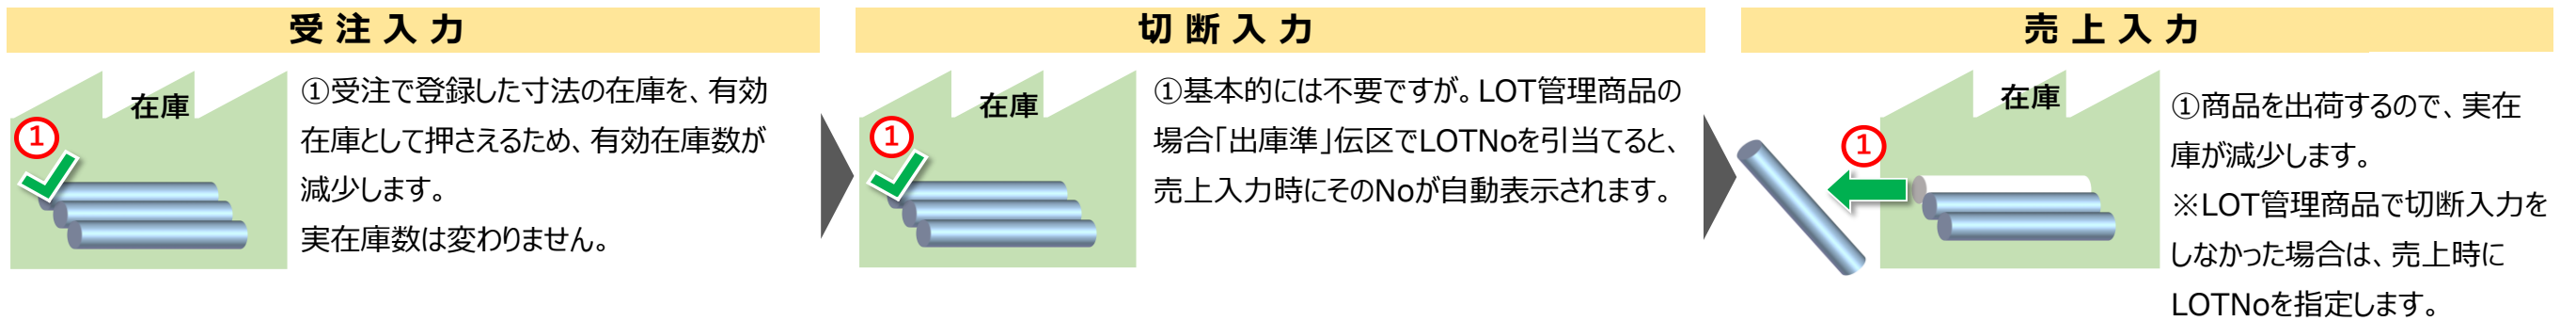 受注入力
在庫
①
①受注で登録した寸法の在庫を、有効
在庫として押さえるため、有効在庫数が
減少します。
実在庫数は変わりません。
切断入力
在庫
①
①基本的には不要ですが。LOT管理商品の
場合「出庫準」伝区でLOTNoを引当てると、
売上入力時にそのNoが自動表示されます。
売上入力
在庫
①
①商品を出荷するので、実在
庫が減少します。
※LOT管理商品で切断入力を
しなかった場合は、売上時に
LOTNoを指定します。